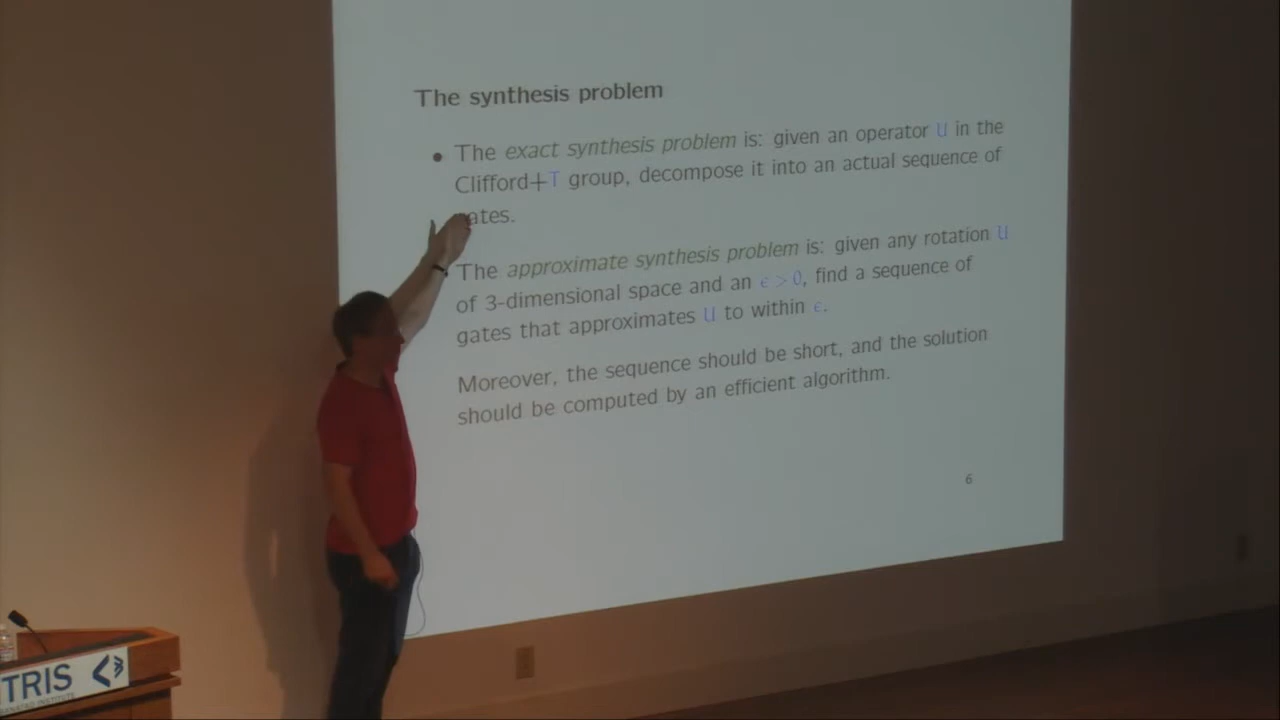 The synthesis problem
• The exact synthesis problem is: given an operator U in the
Clifford+T group, decompose it into an actual sequence of
ates.
The approximate synthesis problem is: given any rotation U
of 3-dimensional space and an ϵ > 0, find a sequence of
gates that approximates U to within ϵ.
Moreover, the sequence should be short, and the solution
should be computed by an efficient algorithm.
6
TRIS